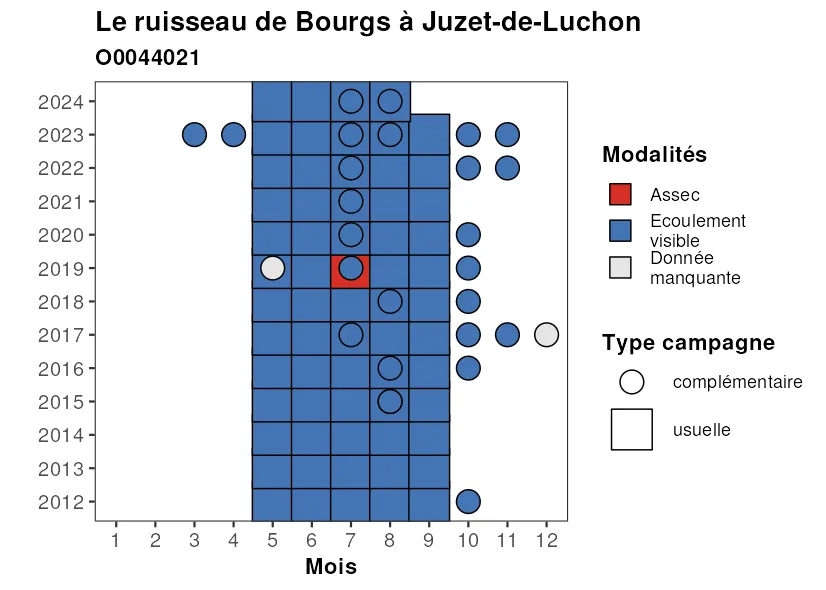 Le ruisseau de Bourgs à Juzet-de-Luchon
O0044021
2024
2023
2022
2021
2020
2019
2018
2017
2016
2015
2014
2013
2012
1 2 3 4 5 6 7 8 9 10 11 12
Mois
Modalités
Assec
Ecoulement
visible
Donnée
manquante
Type campagne
complémentaire
usuelle